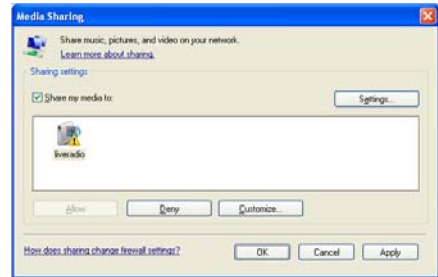 Media Sharing
Share music, pictures, and video on your network.
Learn more about sharing.
Sharing settings
Share my media to:
Settings...
liveradio
Allow
Deny
Customize...
How does sharing change firewall settings?
OK
Cancel
Apply